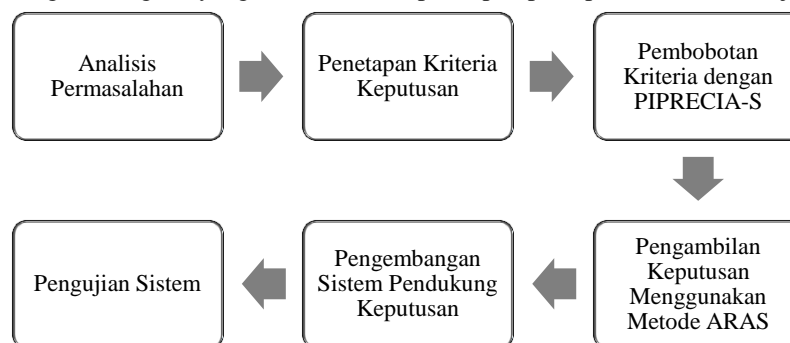 Analisis
Permasalahan
Penetapan Kriteria
Keputusan
Pembobotan
Kriteria dengan
PIPRECIA-S
Pengambilan
Keputusan
Menggunakan
Metode ARAS
Pengembangan
Sistem Pendukung
Keputusan
Pengujian Sistem